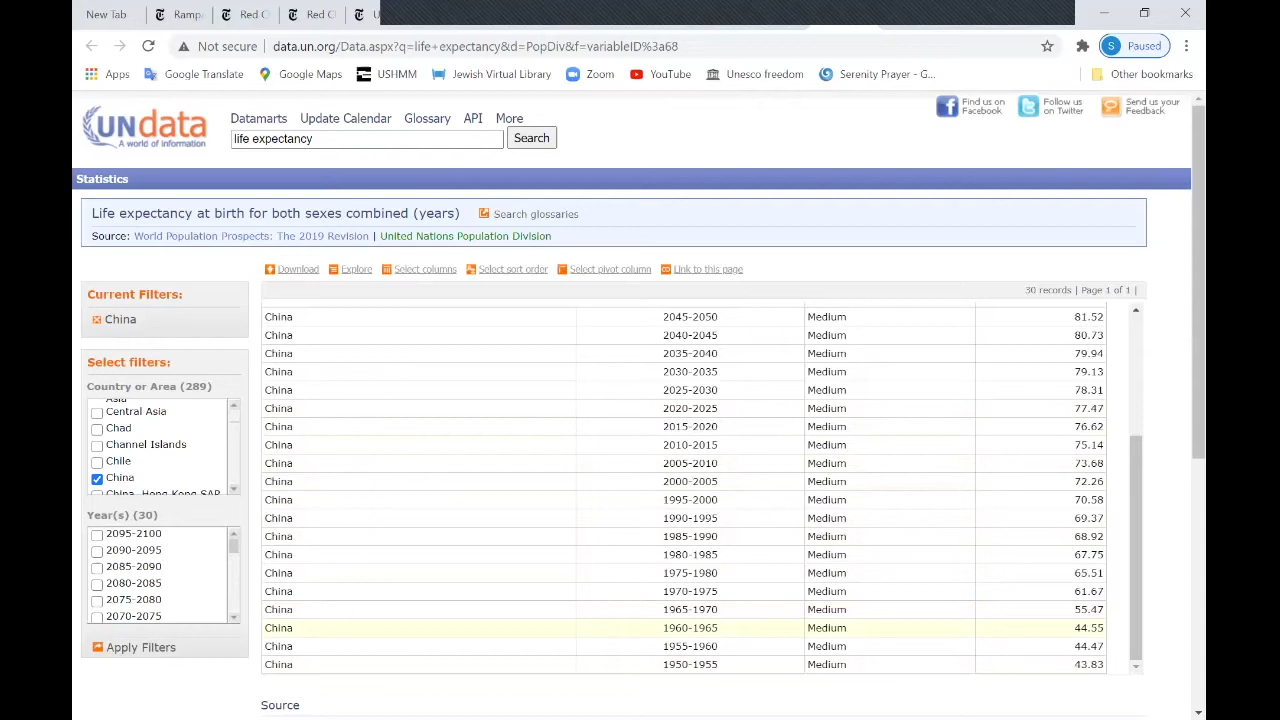 New Tab Ramp Red C Red C U
Not secure data.un.org/Data.aspx?q=life+expectancy&d=PopDiv&f=variableID%3a68 S Paused
Apps Google Translate Google Maps USHMM Jewish Virtual Library Zoom YouTube Unesco freedom Serenity Prayer - G... Other bookmarks
UNdata
A world of information
Datamarts Update Calendar Glossary API More
life expectancy Search
Find us on Facebook Follow us on Twitter Send us your Feedback
Statistics
Life expectancy at birth for both sexes combined (years) Search glossaries
Source: World Population Prospects: The 2019 Revision | United Nations Population Division
Download Explore Select columns Select sort order Select pivot column Link to this page
30 records | Page 1 of 1 |
Current Filters:
China
Select filters:
Country or Area (289)
Asia
Central Asia
Chad
Channel Islands
Chile
China
China, Hong Kong SAR
Year(s) (30)
2095-2100
2090-2095
2085-2090
2080-2085
2075-2080
2070-2075
Apply Filters
China 2045-2050 Medium 81.52
China 2040-2045 Medium 80.73
China 2035-2040 Medium 79.94
China 2030-2035 Medium 79.13
China 2025-2030 Medium 78.31
China 2020-2025 Medium 77.47
China 2015-2020 Medium 76.62
China 2010-2015 Medium 75.14
China 2005-2010 Medium 73.68
China 2000-2005 Medium 72.26
China 1995-2000 Medium 70.58
China 1990-1995 Medium 69.37
China 1985-1990 Medium 68.92
China 1980-1985 Medium 67.75
China 1975-1980 Medium 65.51
China 1970-1975 Medium 61.67
China 1965-1970 Medium 55.47
China 1960-1965 Medium 44.55
China 1955-1960 Medium 44.47
China 1950-1955 Medium 43.83
Source